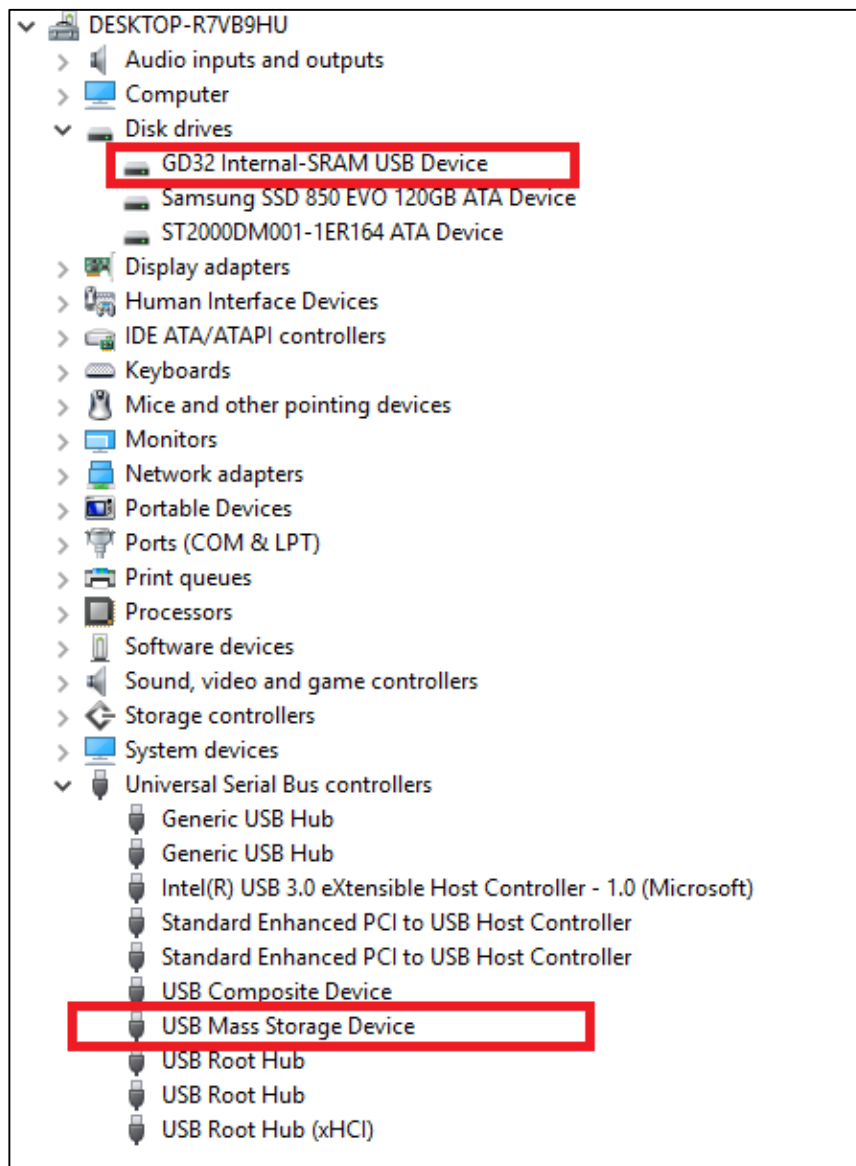 DESKTOP-R7VB9HU
Audio inputs and outputs
Computer
Disk drives
GD32 Internal-SRAM USB Device
Samsung SSD 850 EVO 120GB ATA Device
ST2000DM001-1ER164 ATA Device
Display adapters
Human Interface Devices
IDE ATA/ATAPI controllers
Keyboards
Mice and other pointing devices
Monitors
Network adapters
Portable Devices
Ports (COM & LPT)
Print queues
Processors
Software devices
Sound, video and game controllers
Storage controllers
System devices
Universal Serial Bus controllers
Generic USB Hub
Generic USB Hub
Intel(R) USB 3.0 eXtensible Host Controller - 1.0 (Microsoft)
Standard Enhanced PCI to USB Host Controller
Standard Enhanced PCI to USB Host Controller
USB Composite Device
USB Mass Storage Device
USB Root Hub
USB Root Hub
USB Root Hub (xHCI)